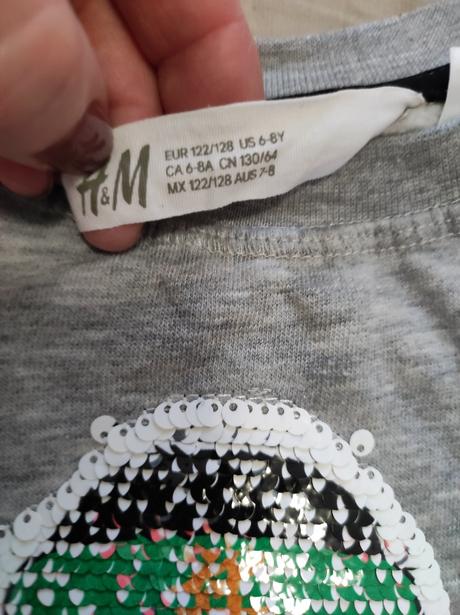 H&M
EUR 122/128 US 6-8Y
CA 6-8A CN 130/64
MX 122/128 AUS 7-8